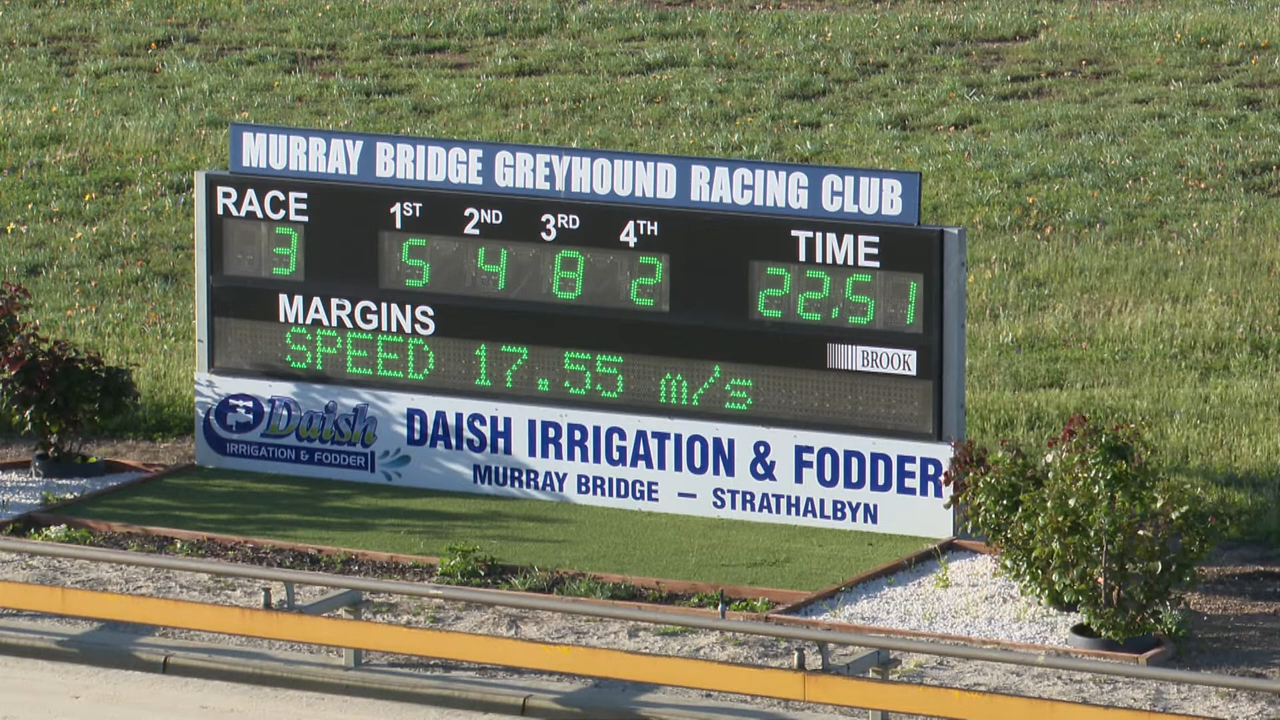 MURRAY BRIDGE GREYHOUND RACING CLUB
RACE 1ST 2ND 3RD 4TH TIME
3 5 4 8 2 22.51
MARGINS
BROOK
SPEED 17.55 m/s
Daish
IRRIGATION & FODDER
DAISH IRRIGATION & FODDER
MURRAY BRIDGE — STRATHALBYN